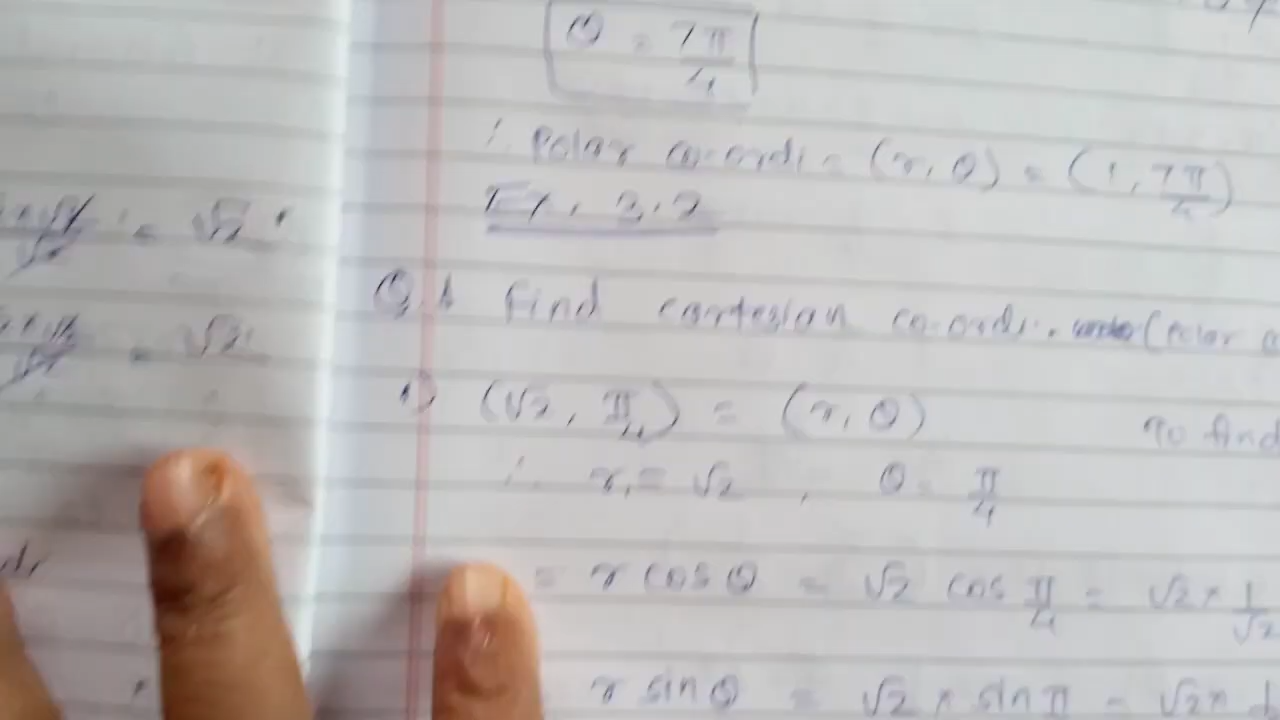 = √2
= √2
θ = 7π/4
∴ Polar co-ordi = (r, θ) = (1, 7π/4)
Ex. 3.2
Q.1 Find cartesian co-ordi. (Polar
1) (√2, π/4) = (r, θ) To find
∴ r = √2 , θ = π/4
= r cos θ = √2 cos π/4 = √2 × 1/√2
r sin θ = √2 × sin π = √2 ×